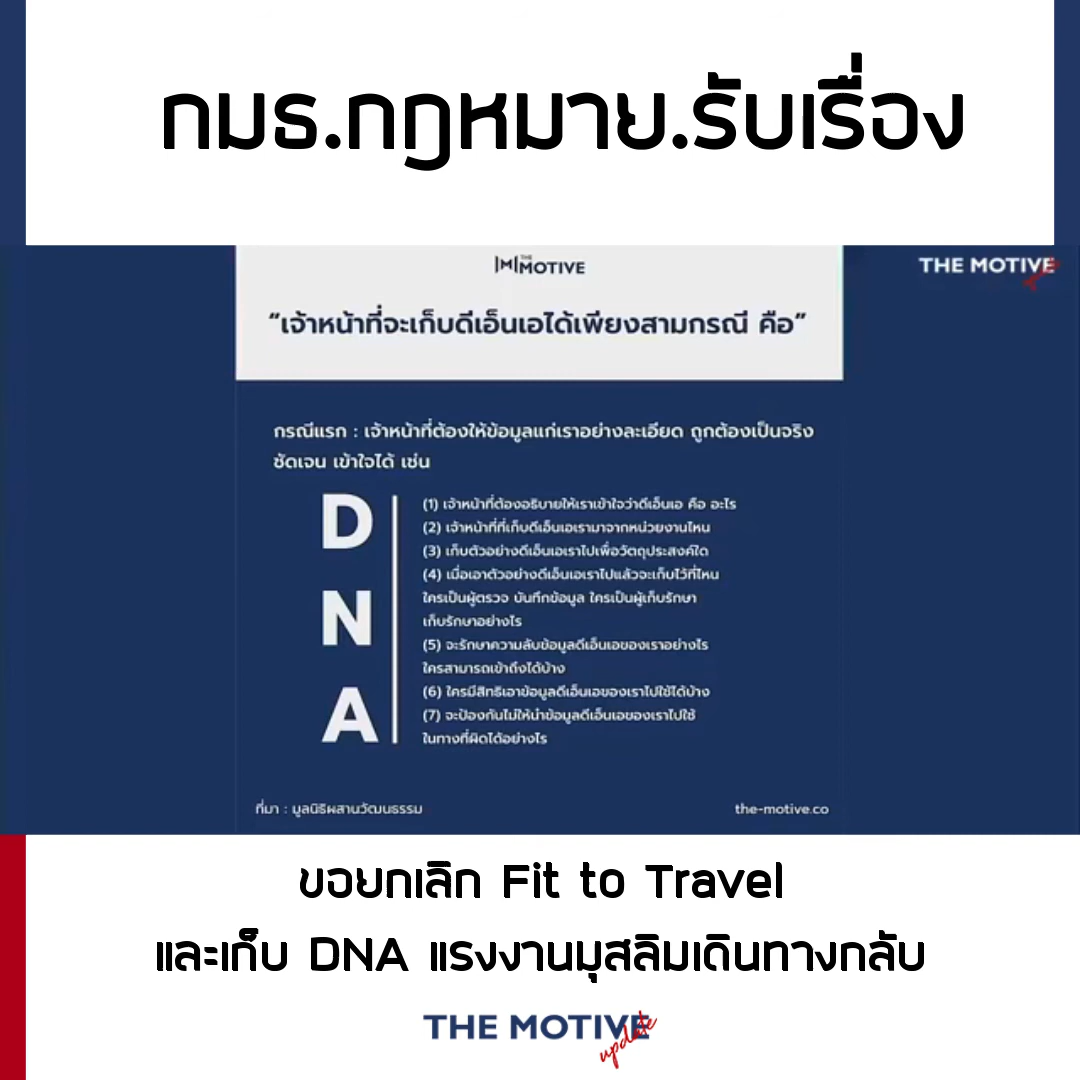 กมธ.กฎหมาย.รับเรื่อง
THE MOTIVE
THE MOTIVE
“เจ้าหน้าที่จะเก็บดีเอ็นเอได้เพียงสามกรณี คือ”
กรณีแรก : เจ้าหน้าที่ต้องให้ข้อมูลแก่เราอย่างละเอียด ถูกต้องเป็นจริง
ชัดเจน เข้าใจได้ เช่น
DNA
(1) เจ้าหน้าที่ต้องอธิบายให้เราเข้าใจว่าดีเอ็นเอ คือ อะไร
(2) เจ้าหน้าที่ที่เก็บดีเอ็นเอเรามาจากหน่วยงานไหน
(3) เก็บตัวอย่างดีเอ็นเอเราไปเพื่อวัตถุประสงค์ใด
(4) เมื่อเอาตัวอย่างดีเอ็นเอเราไปแล้วจะเก็บไว้ที่ไหน
ใครเป็นผู้ตรวจ บันทึกข้อมูล ใครเป็นผู้เก็บรักษา
เก็บรักษาอย่างไร
(5) จะรักษาความลับข้อมูลดีเอ็นเอของเราอย่างไร
ใครสามารถเข้าถึงได้บ้าง
(6) ใครมีสิทธิเอาข้อมูลดีเอ็นเอของเราไปใช้ได้บ้าง
(7) จะป้องกันไม่ให้นำข้อมูลดีเอ็นเอของเราไปใช้
ในทางที่ผิดได้อย่างไร
ที่มา : มูลนิธิผสานวัฒนธรรม
the-motive.co
ขอยกเลิก Fit to Travel
และเก็บ DNA แรงงานมุสลิมเดินทางกลับ
THE MOTIVE
update